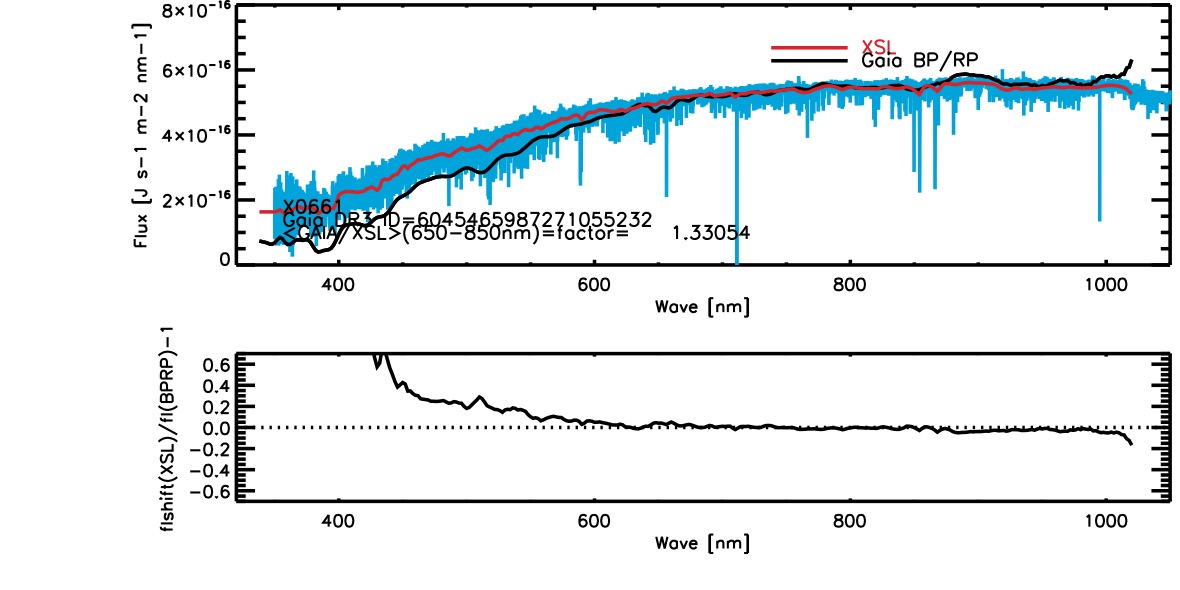 8×10−16
6×10−16
4×10−16
2×10−16
0
Flux [J s−1 m−2 nm−1]
XSL
Gaia BP/RP
X0661
Gaia DR3 ID=6045465987271055232
<GAIA/XSL>(650−850nm)=factor= 1.33054
400 600 800 1000
Wave [nm]
0.6
0.4
0.2
0.0
−0.2
−0.4
−0.6
flshift(XSL)/fl(BPRP)−1
400 600 800 1000
Wave [nm]